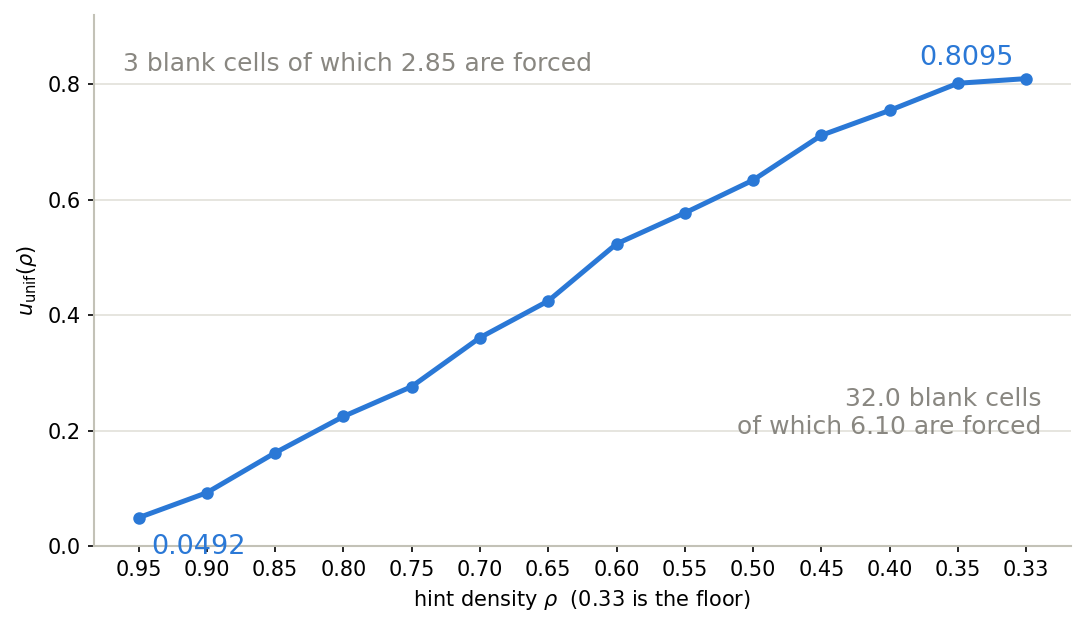 3 blank cells of which 2.85 are forced
0.8095
0.8
0.6
0.4
0.2
0.0
u_unif(ρ)
32.0 blank cells
of which 6.10 are forced
0.0492
0.95 0.90 0.85 0.80 0.75 0.70 0.65 0.60 0.55 0.50 0.45 0.40 0.35 0.33
hint density ρ (0.33 is the floor)